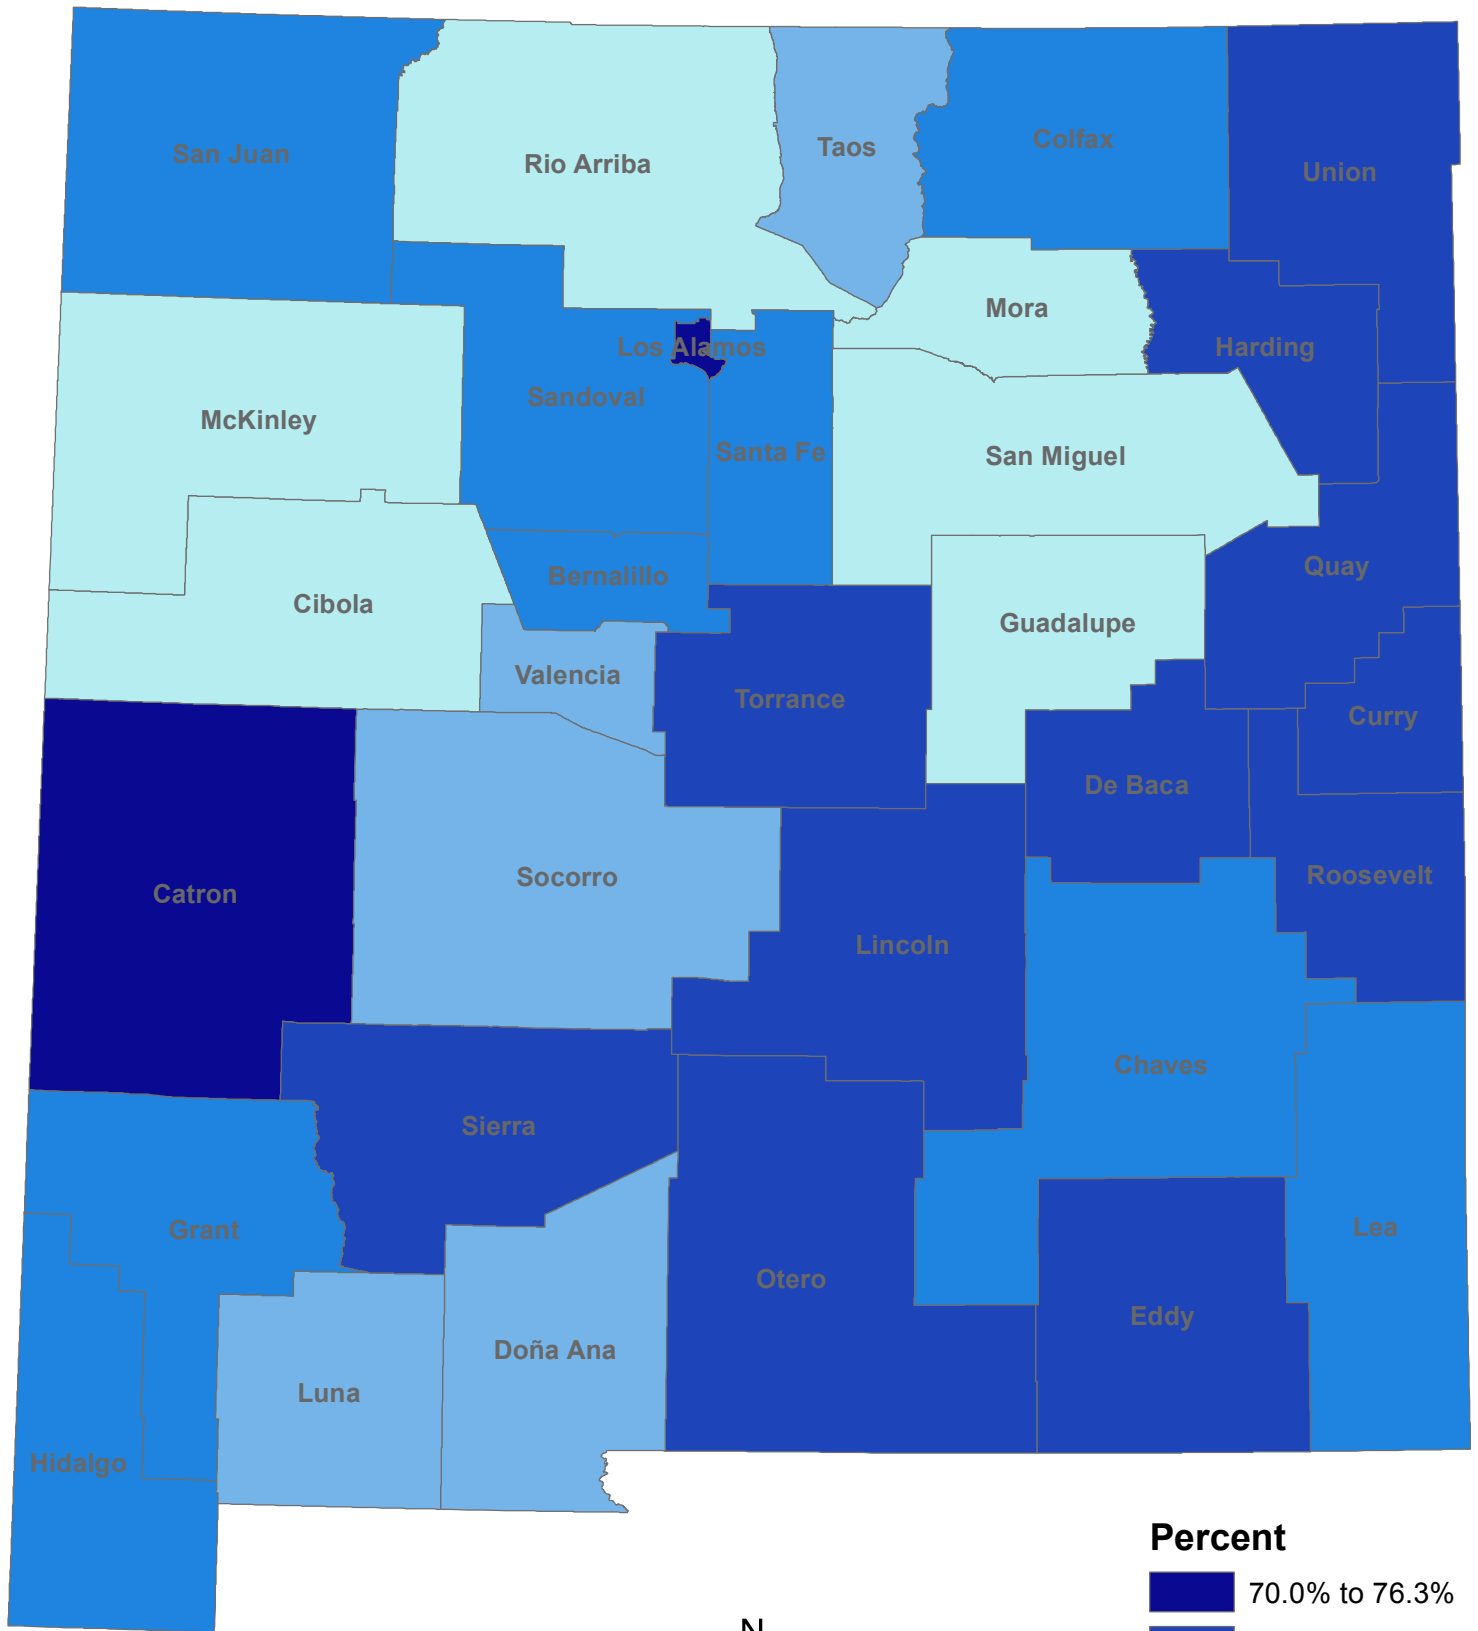 San Juan
Rio Arriba
Taos
Colfax
Union
Mora
Harding
Los Alamos
Sandoval
McKinley
Santa Fe
San Miguel
Quay
Bernalillo
Cibola
Guadalupe
Valencia
Torrance
Curry
De Baca
Socorro
Roosevelt
Catron
Lincoln
Chaves
Sierra
Grant
Lea
Otero
Eddy
Doña Ana
Luna
Hidalgo
Percent
70.0% to 76.3%
N